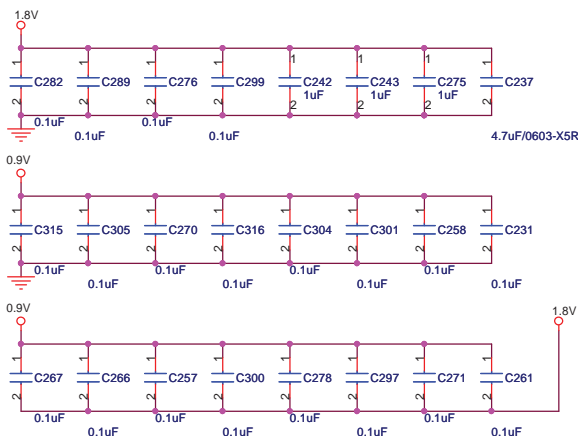 1.8V
1 1 1 1 1 1 1 1
C282 C289 C276 C299 C242 C243 C275 C237
1uF 1uF 1uF
2 2 2 2 2 2 2 2
0.1uF 0.1uF 0.1uF 0.1uF 4.7uF/0603-X5R
0.9V
1 1 1 1 1 1 1 1
C315 C305 C270 C316 C304 C301 C258 C231
2 2 2 2 2 2 2 2
0.1uF 0.1uF 0.1uF 0.1uF
0.1uF 0.1uF 0.1uF 0.1uF
0.9V 1.8V
1 1 1 1 1 1 1 1
C267 C266 C257 C300 C278 C297 C271 C261
2 2 2 2 2 2 2 2
0.1uF 0.1uF 0.1uF 0.1uF
0.1uF 0.1uF 0.1uF 0.1uF